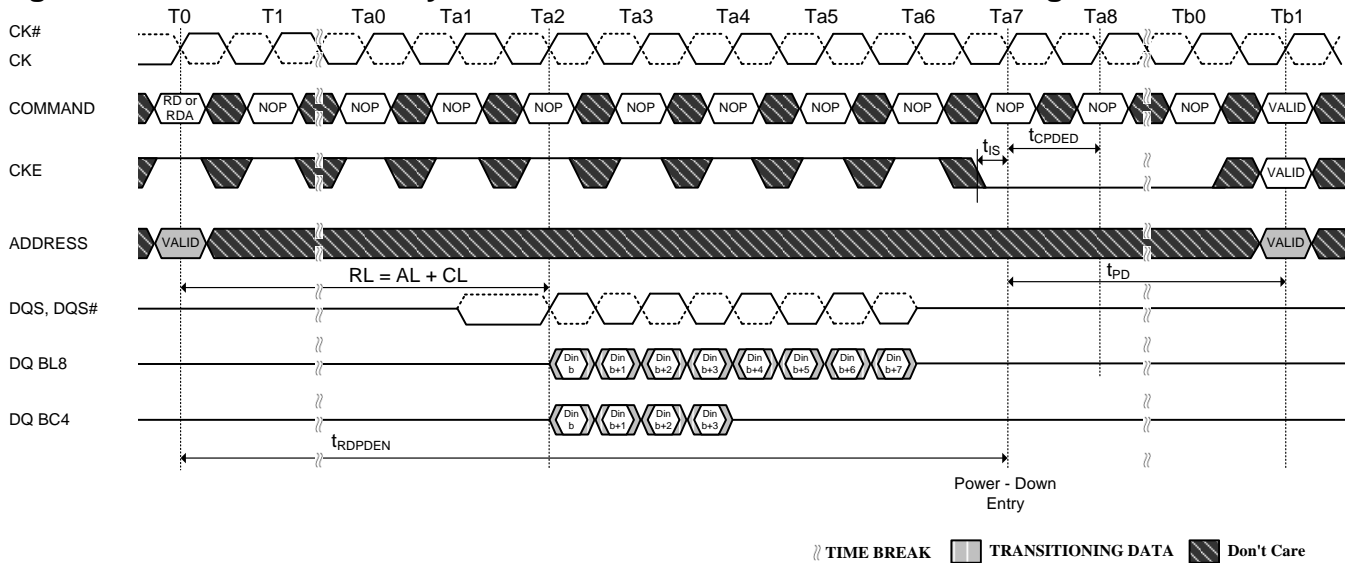 T0 T1 Ta0 Ta1 Ta2 Ta3 Ta4 Ta5 Ta6 Ta7 Ta8 Tb0 Tb1
CK#
CK
COMMAND RD or RDA NOP NOP NOP NOP NOP NOP NOP NOP NOP NOP NOP VALID
tIS tCPDED
CKE VALID
ADDRESS VALID VALID
RL = AL + CL tPD
DQS, DQS#
DQ BL8 Din b Din b+1 Din b+2 Din b+3 Din b+4 Din b+5 Din b+6 Din b+7
DQ BC4 Din b Din b+1 Din b+2 Din b+3
tRDPDEN
Power - Down
Entry
TIME BREAK TRANSITIONING DATA Don't Care